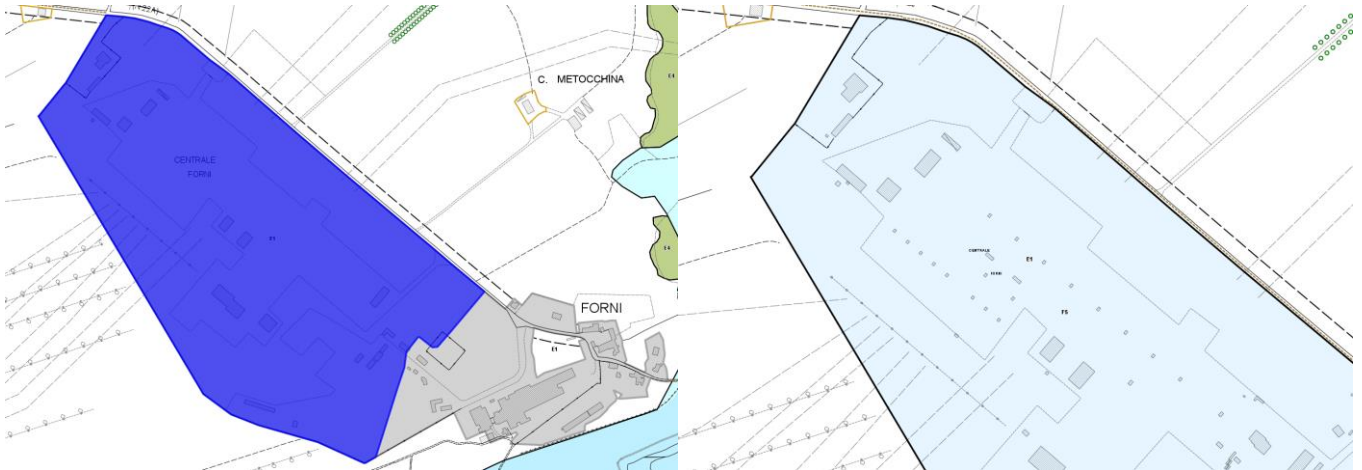 C. METOCCHINA
E4
CENTRALE
FORNI
E4
FORNI
E1
CENTRALE
FORNI
E1
F5